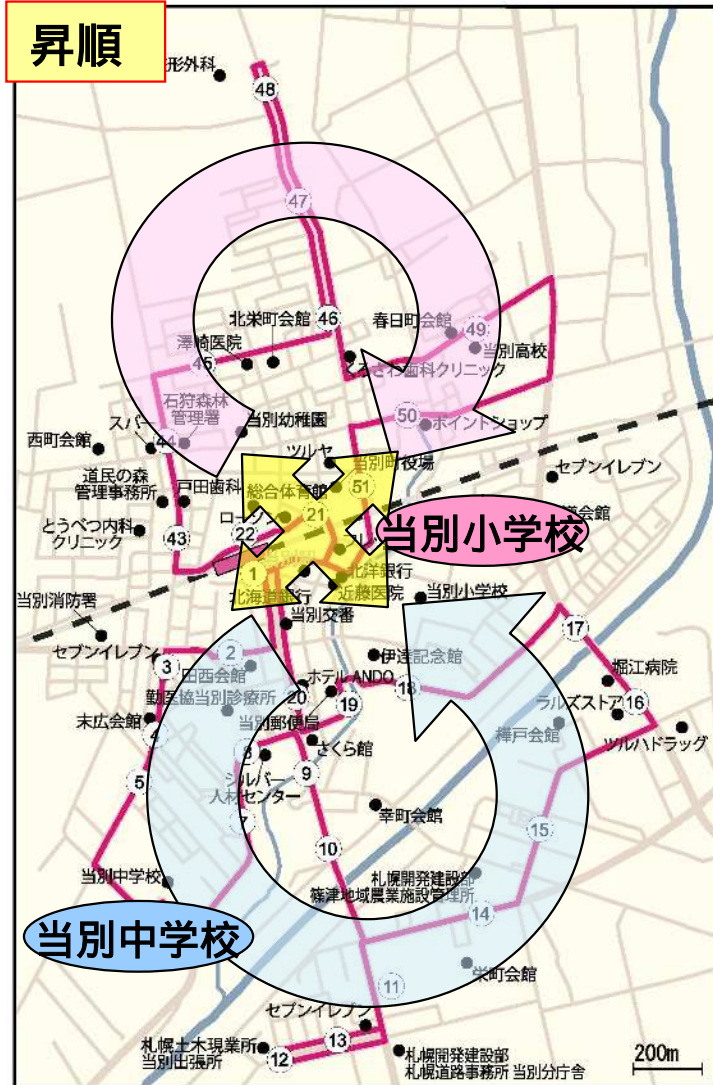 昇順
形外科
48
47
46
北栄町会館
春日町会館
49
澤崎医院
当別高校
45
くろさわ歯科クリニック
石狩森林
管理署
50
当別幼稚園
ポイントショップ
スパー
44
西町会館
ツルヤ
当別町役場
セブンイレブン
道民の森
管理事務所
戸田歯科
総合体育館
51
21
とうべつ内科
クリニック
22
43
当別小学校
会館
1
北洋銀行
北海道銀行
近藤医院
当別小学校
当別消防署
当別交番
17
セブンイレブン
3
2
伊達記念館
田西会館
堀江病院
ホテルANDO
18
勤医協当別診療所
20
ラルズストア
16
末広会館
4
当別郵便局
19
樺戸会館
ツルハドラッグ
8
さくら館
シルバー
人材センター
9
5
幸町会館
7
15
10
当別中学校
札幌開発建設部
篠津地域農業施設管理所
14
当別中学校
栄町会館
11
セブンイレブン
13
札幌土木現業所
当別出張所
12
札幌開発建設部
札幌道路事務所 当別分庁舎
200m